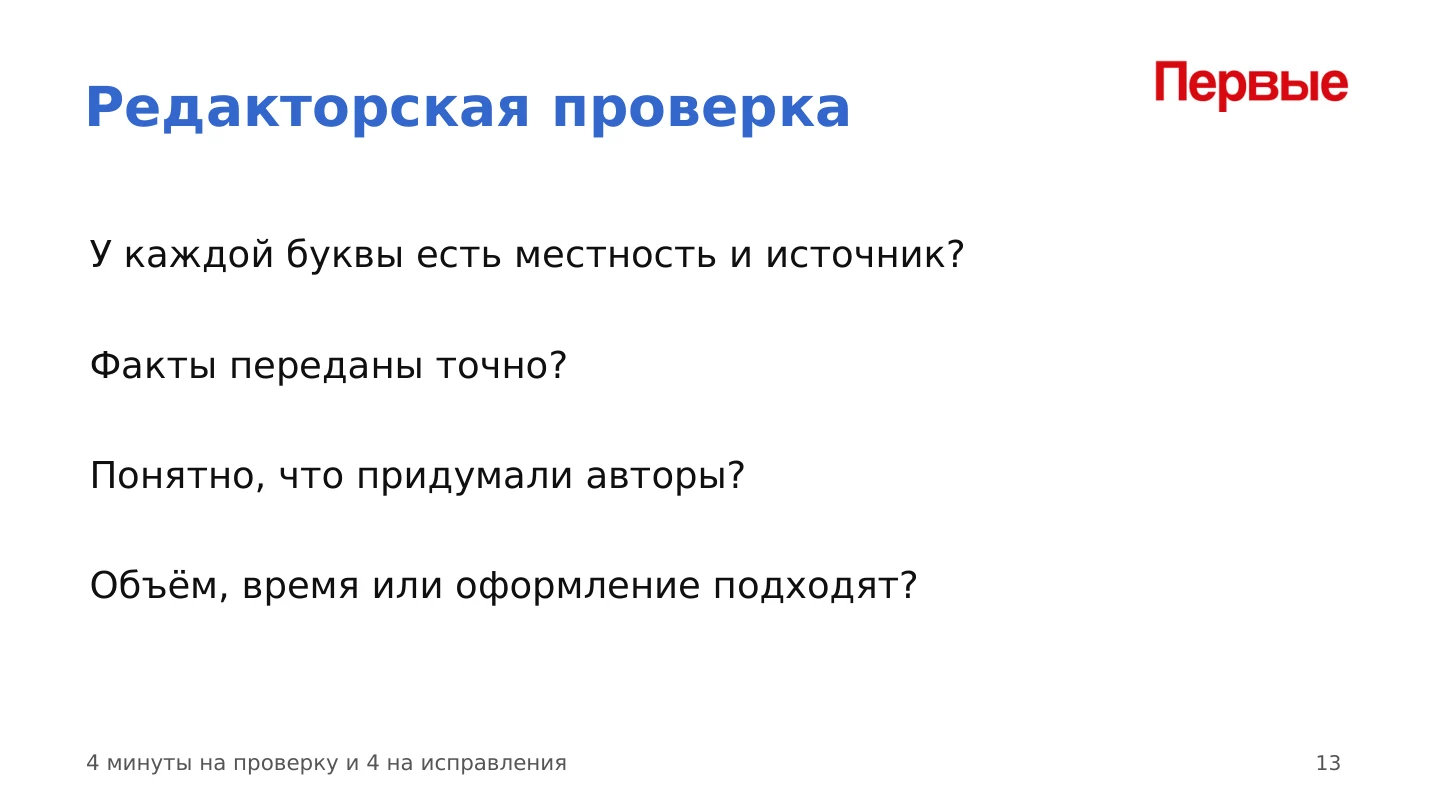 Редакторская проверка
Первые
У каждой буквы есть местность и источник?
Факты переданы точно?
Понятно, что придумали авторы?
Объём, время или оформление подходят?
4 минуты на проверку и 4 на исправления
13